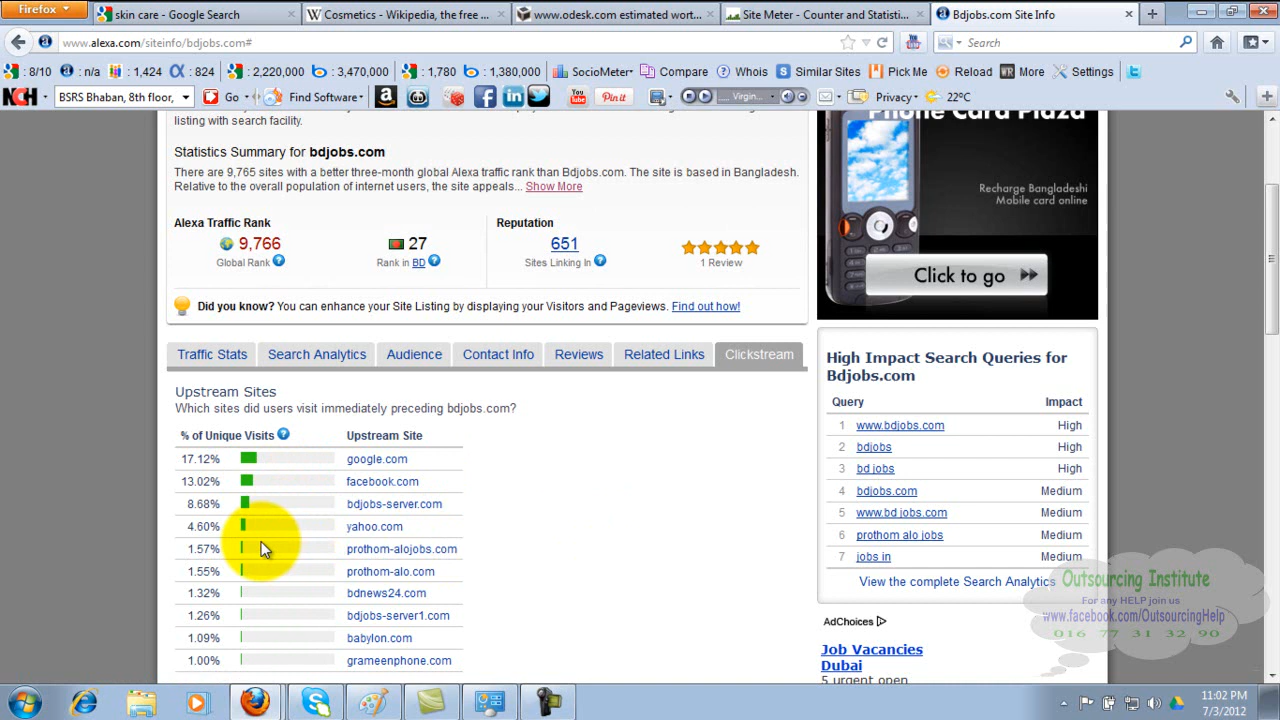 Firefox
skin care - Google Search
Cosmetics - Wikipedia, the free ...
www.odesk.com estimated wort...
Site Meter - Counter and Statisti...
Bdjobs.com Site Info
www.alexa.com/siteinfo/bdjobs.com#
Search
: 8/10
: n/a
: 1,424
: 824
: 2,220,000
: 3,470,000
: 1,780
: 1,380,000
SocioMeter
Compare
Whois
Similar Sites
Pick Me
Reload
WR More
Settings
NCH
BSRS Bhaban, 8th floor,
Go
Find Software
You Tube
Pin it
Virgin...
Privacy
22°C
listing with search facility.
Statistics Summary for bdjobs.com
There are 9,765 sites with a better three-month global Alexa traffic rank than Bdjobs.com. The site is based in Bangladesh.
Relative to the overall population of internet users, the site appeals... Show More
Alexa Traffic Rank
Reputation
9,766
27
651
Global Rank
Rank in BD
Sites Linking In
1 Review
Did you know? You can enhance your Site Listing by displaying your Visitors and Pageviews. Find out how!
Phone Card Plaza
Recharge Bangladeshi
Mobile card online
Click to go
Traffic Stats
Search Analytics
Audience
Contact Info
Reviews
Related Links
Clickstream
Upstream Sites
Which sites did users visit immediately preceding bdjobs.com?
% of Unique Visits Upstream Site
17.12% google.com
13.02% facebook.com
8.68% bdjobs-server.com
4.60% yahoo.com
1.57% prothom-alojobs.com
1.55% prothom-alo.com
1.32% bdnews24.com
1.26% bdjobs-server1.com
1.09% babylon.com
1.00% grameenphone.com
High Impact Search Queries for
Bdjobs.com
Query Impact
1 www.bdjobs.com High
2 bdjobs High
3 bd jobs High
4 bdjobs.com Medium
5 www.bd jobs.com Medium
6 prothom alo jobs Medium
7 jobs in Medium
View the complete Search Analytics
Outsourcing Institute
For any HELP join us
www.facebook.com/OutsourcingHelp
016 77 31 32 90
AdChoices
Job Vacancies
Dubai
5 urgent open
11:02 PM
7/3/2012